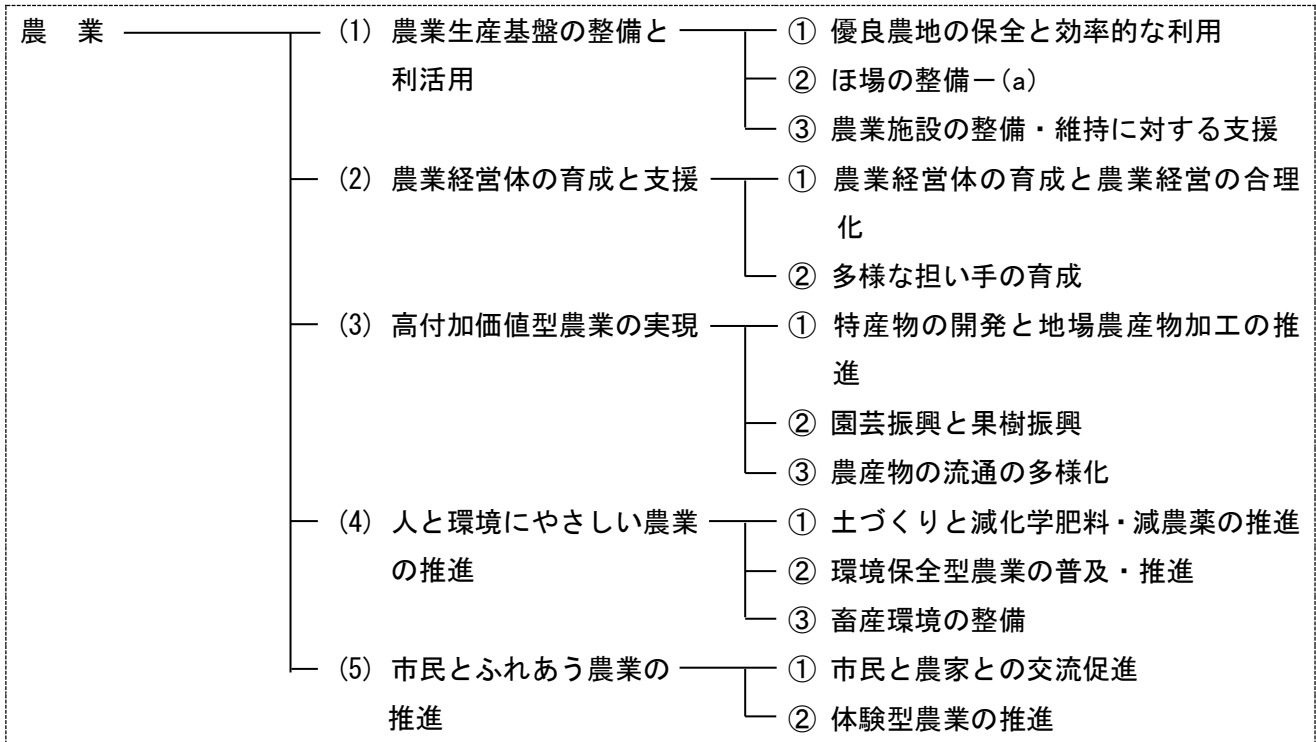 農　業 (1) 農業生産基盤の整備と ① 優良農地の保全と効率的な利用
利活用 ② ほ場の整備－(a)
③ 農業施設の整備・維持に対する支援
(2) 農業経営体の育成と支援 ① 農業経営体の育成と農業経営の合理
化
② 多様な担い手の育成
(3) 高付加価値型農業の実現 ① 特産物の開発と地場農産物加工の推
進
② 園芸振興と果樹振興
③ 農産物の流通の多様化
(4) 人と環境にやさしい農業 ① 土づくりと減化学肥料・減農薬の推進
の推進 ② 環境保全型農業の普及・推進
③ 畜産環境の整備
(5) 市民とふれあう農業の ① 市民と農家との交流促進
推進 ② 体験型農業の推進